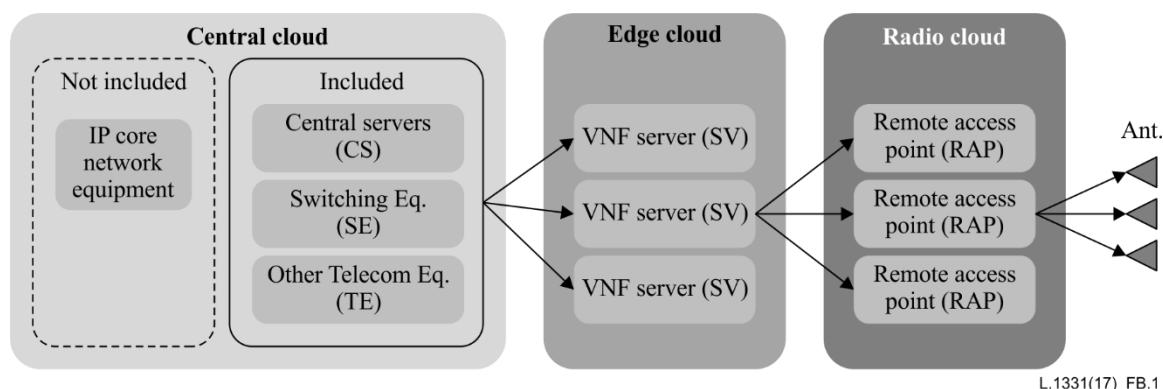 Central cloud
Not included
IP core
network
equipment
Included
Central servers
(CS)
Switching Eq.
(SE)
Other Telecom Eq.
(TE)
Edge cloud
VNF server (SV)
VNF server (SV)
VNF server (SV)
Radio cloud
Remote access
point (RAP)
Remote access
point (RAP)
Remote access
point (RAP)
Ant.
L.1331(17)_FB.1